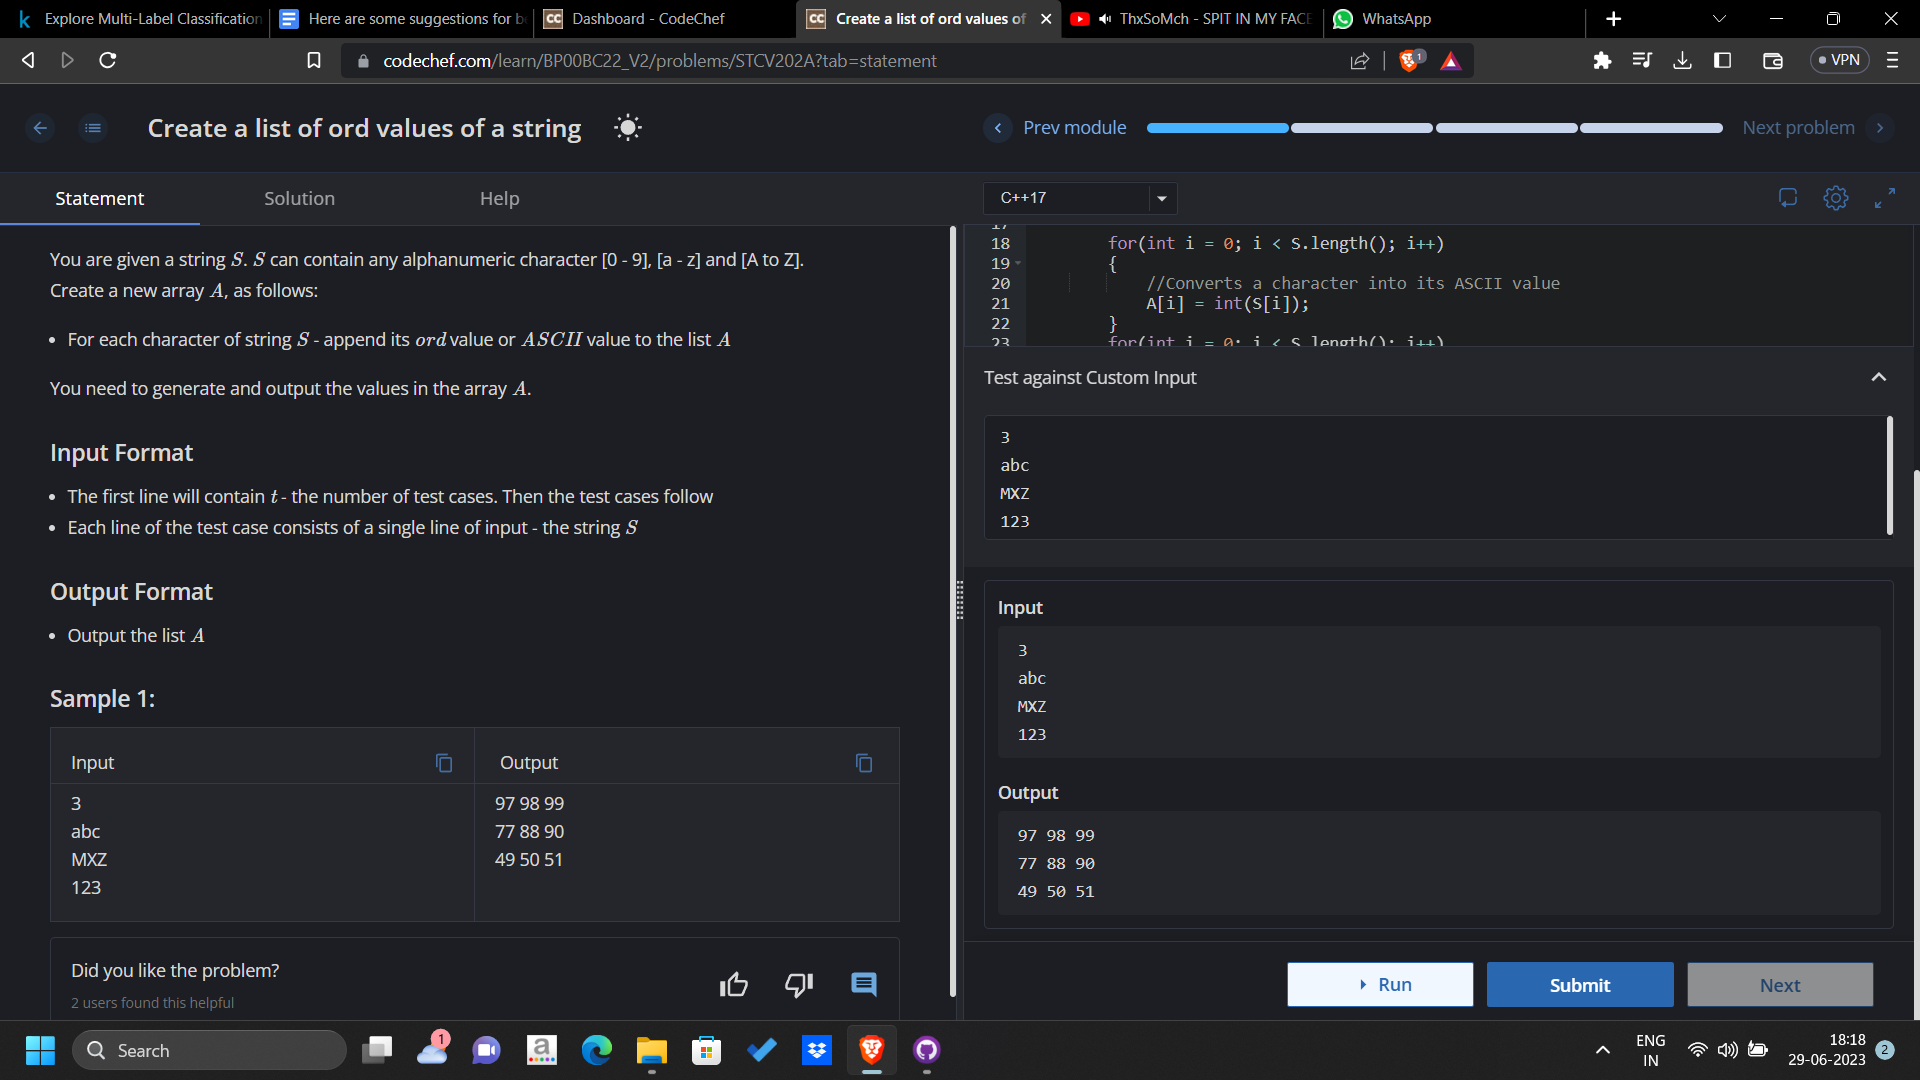 Explore Multi-Label Classification
Here are some suggestions for be
Dashboard - CodeChef
Create a list of ord values of
ThxSoMch - SPIT IN MY FACE
WhatsApp
codechef.com/learn/BP00BC22_V2/problems/STCV202A?tab=statement
1
VPN
Create a list of ord values of a string
Prev module
Next problem
Statement
Solution
Help
C++17
You are given a string S. S can contain any alphanumeric character [0 - 9], [a - z] and [A to Z].
Create a new array A, as follows:
For each character of string S - append its ord value or ASCII value to the list A
You need to generate and output the values in the array A.
Input Format
The first line will contain t - the number of test cases. Then the test cases follow
Each line of the test case consists of a single line of input - the string S
Output Format
Output the list A
Sample 1:
Input
Output
3
abc
MXZ
123
97 98 99
77 88 90
49 50 51
Did you like the problem?
2 users found this helpful
17
18 for(int i = 0; i < S.length(); i++)
19 {
20 //Converts a character into its ASCII value
21 A[i] = int(S[i]);
22 }
23 for(int i = 0; i < S.length(); i++)
Test against Custom Input
3
abc
MXZ
123
Input
3
abc
MXZ
123
Output
97 98 99
77 88 90
49 50 51
Run
Submit
Next
Search
1
ENG
IN
18:18
29-06-2023
2